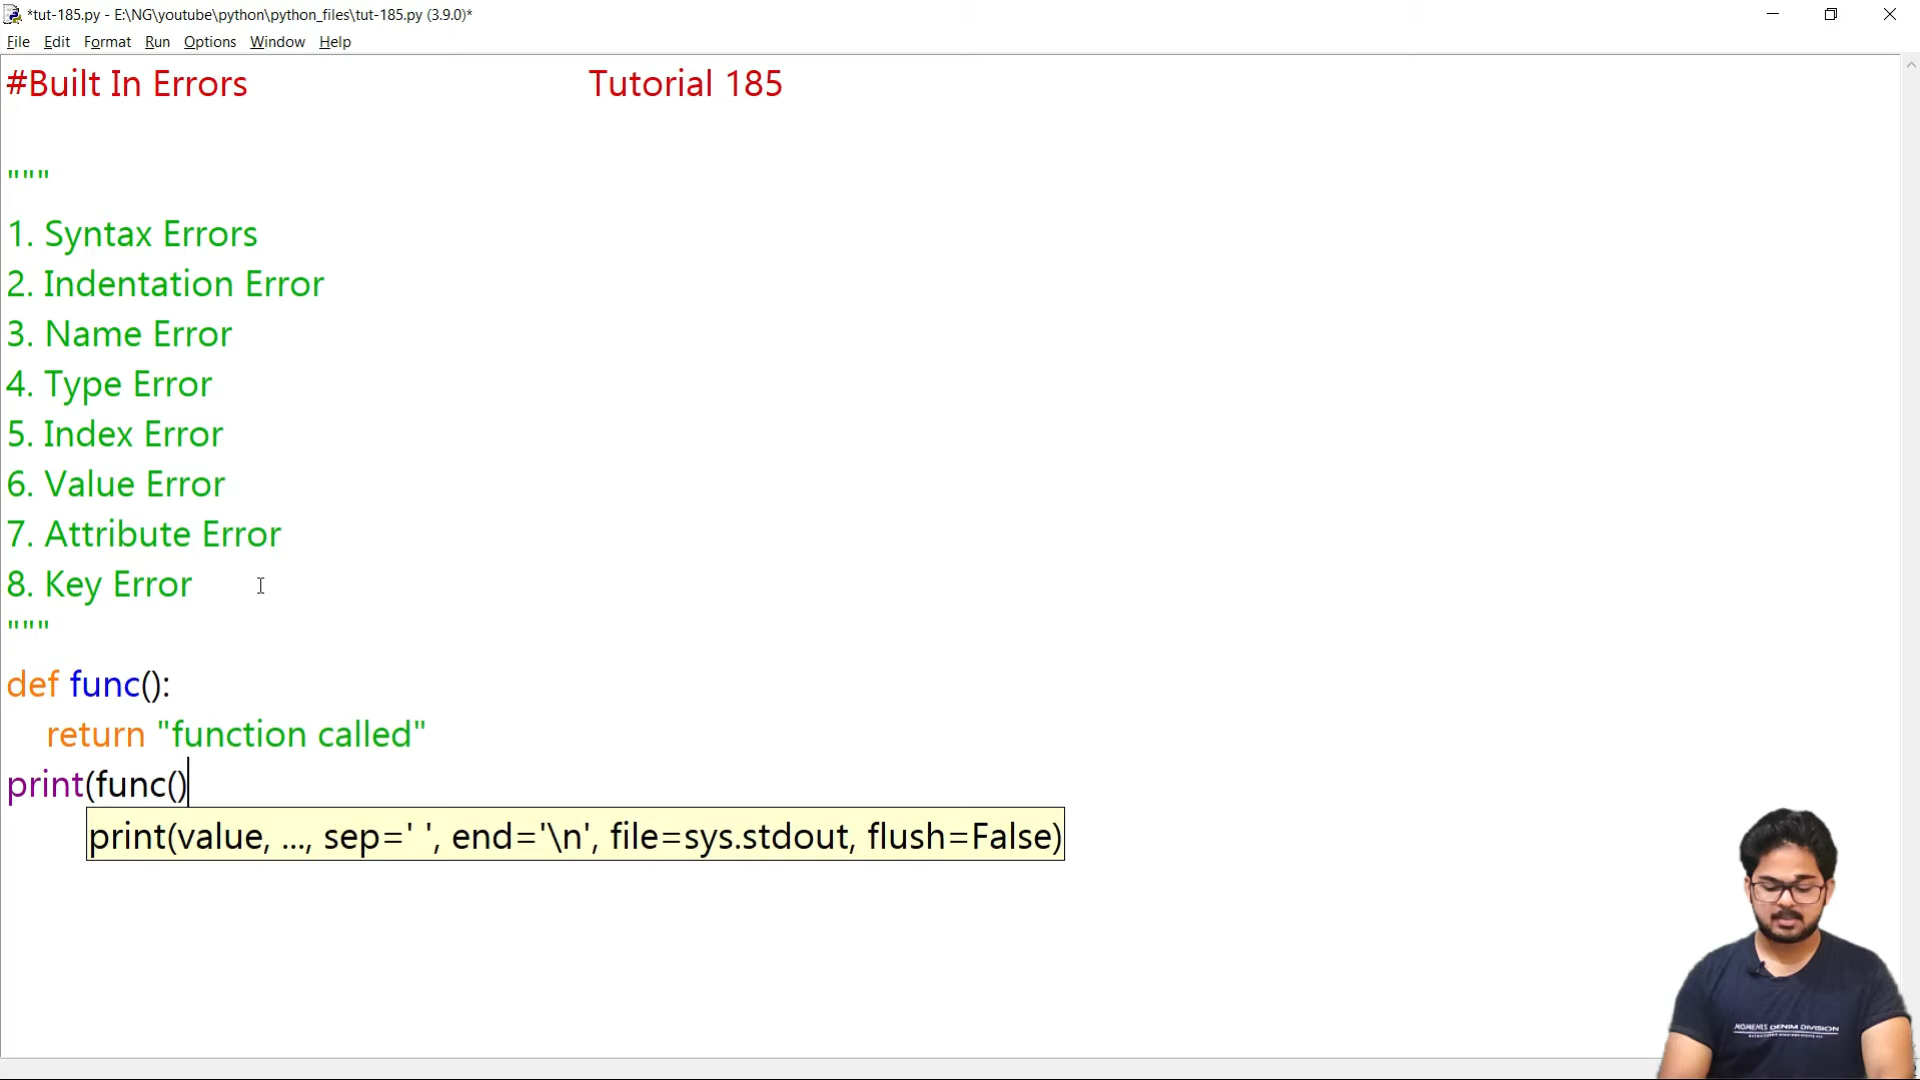 *tut-185.py - E:\NG\youtube\python\python_files\tut-185.py (3.9.0)*
File Edit Format Run Options Window Help
#Built In Errors Tutorial 185
"""
1. Syntax Errors
2. Indentation Error
3. Name Error
4. Type Error
5. Index Error
6. Value Error
7. Attribute Error
8. Key Error
"""
def func():
return "function called"
print(func()
print(value, ..., sep=' ', end='\n', file=sys.stdout, flush=False)
MOMENTS DENIM DIVISION